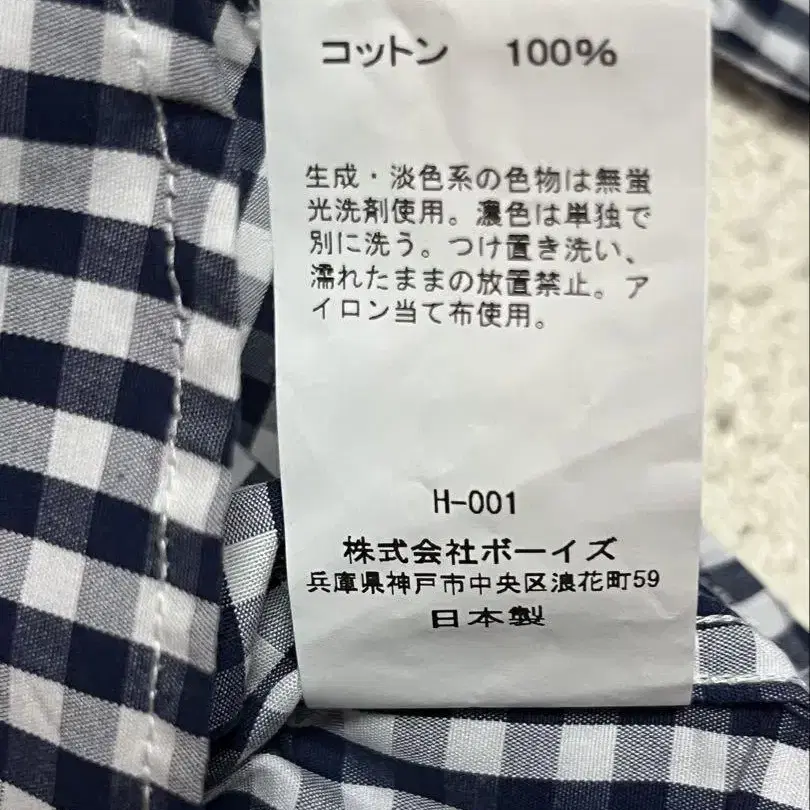 コットン 100%
生成・淡色系の色物は無蛍
光洗剤使用。濃色は単独で
別に洗う。つけ置き洗い、
濡れたままの放置禁止。ア
イロン当て布使用。
H-001
株式会社ボーイズ
兵庫県神戸市中央区浪花町59
日本製